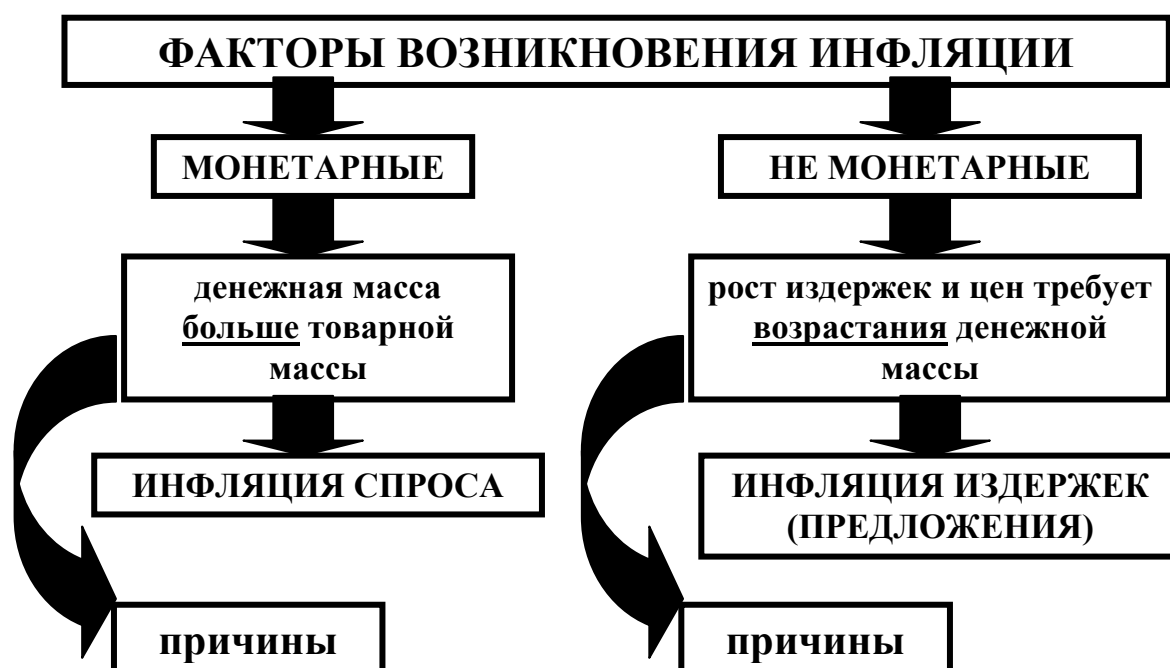 ФАКТОРЫ ВОЗНИКНОВЕНИЯ ИНФЛЯЦИИ
МОНЕТАРНЫЕ
НЕ МОНЕТАРНЫЕ
денежная масса
больше товарной
массы
рост издержек и цен требует
возрастания денежной
массы
ИНФЛЯЦИЯ СПРОСА
ИНФЛЯЦИЯ ИЗДЕРЖЕК
(ПРЕДЛОЖЕНИЯ)
причины
причины